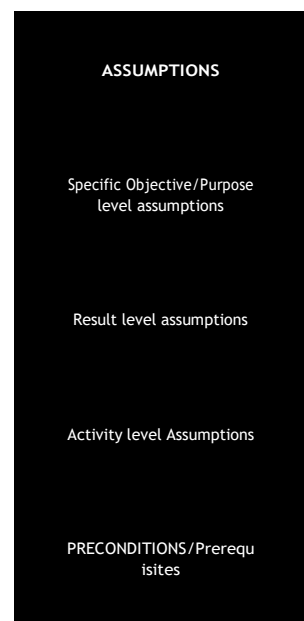 ASSUMPTIONS
Specific Objective/Purpose
level assumptions
Result level assumptions
Activity level Assumptions
PRECONDITIONS/Prerequ
isites